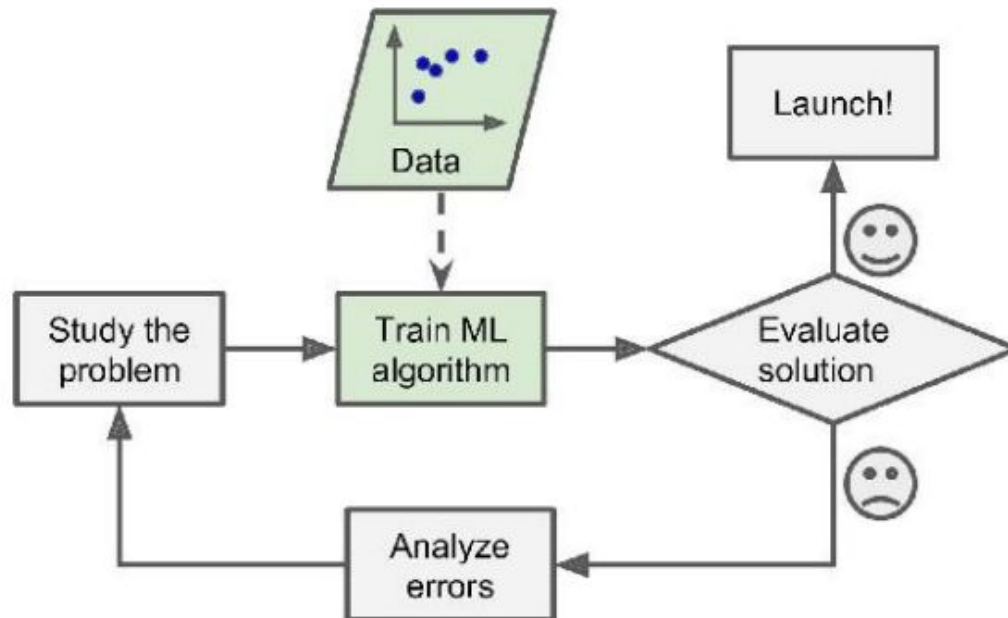 Data
Launch!
Study the
problem
Train ML
algorithm
Evaluate
solution
Analyze
errors